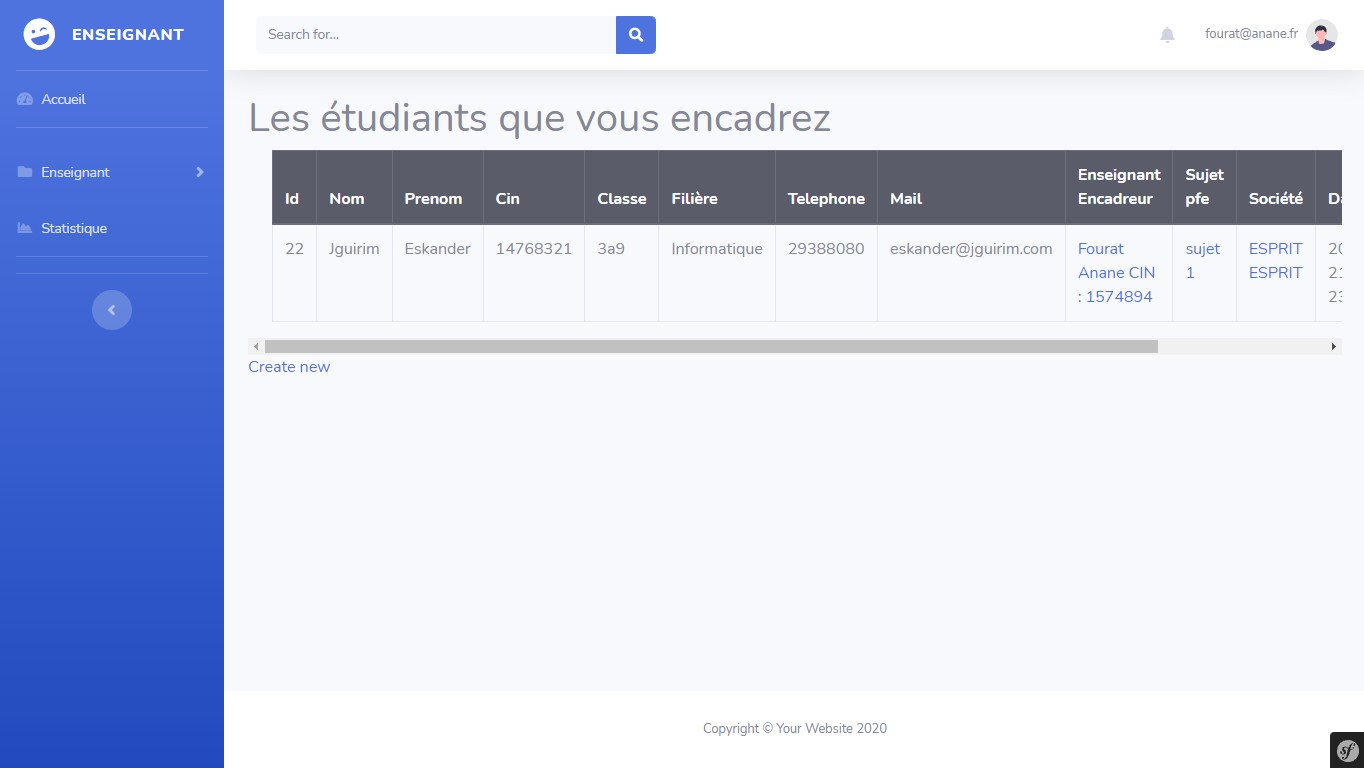 ENSEIGNANT
Search for...
fourat@anane.fr
Accueil
Enseignant
Statistique
Les étudiants que vous encadrez
Id Nom Prenom Cin Classe Filière Telephone Mail Enseignant Encadreur Sujet pfe Société
22 Jguirim Eskander 14768321 3a9 Informatique 29388080 eskander@jguirim.com Fourat Anane CIN : 1574894 sujet 1 ESPRIT ESPRIT
Create new
Copyright © Your Website 2020
sf